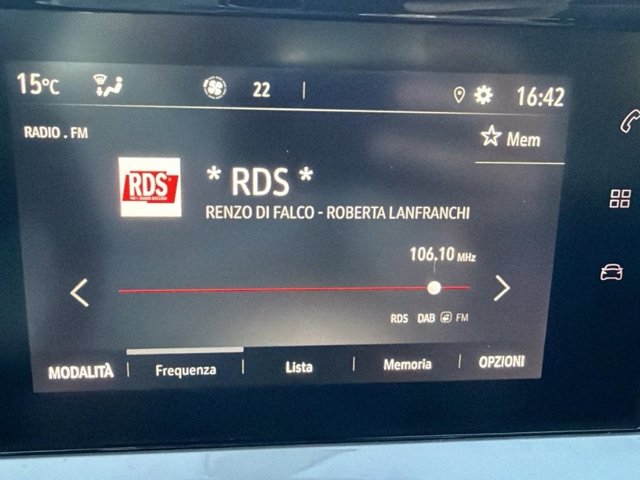 15°C 22 16:42
RADIO . FM
Mem
RDS
* RDS *
RENZO DI FALCO - ROBERTA LANFRANCHI
106.10 MHz
RDS DAB FM
MODALITÀ Frequenza Lista Memoria OPZIONI